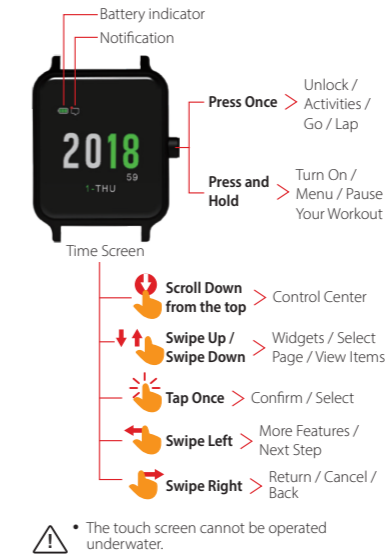 Battery indicator
Notification
2018
59
1-THU
Press Once
Unlock /
Activities /
Go / Lap
Press and
Hold
Turn On /
Menu / Pause
Your Workout
Time Screen
Scroll Down
from the top
Control Center
Swipe Up /
Swipe Down
Widgets / Select
Page / View Items
Tap Once
Confirm / Select
Swipe Left
More Features /
Next Step
Swipe Right
Return / Cancel /
Back
• The touch screen cannot be operated
underwater.